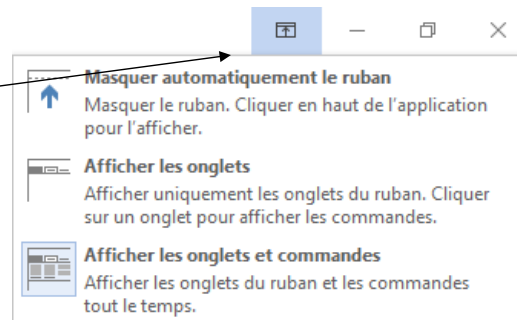 Masquer automatiquement le ruban
Masquer le ruban. Cliquer en haut de l'application
pour l'afficher.
Afficher les onglets
Afficher uniquement les onglets du ruban. Cliquer
sur un onglet pour afficher les commandes.
Afficher les onglets et commandes
Afficher les onglets du ruban et les commandes
tout le temps.